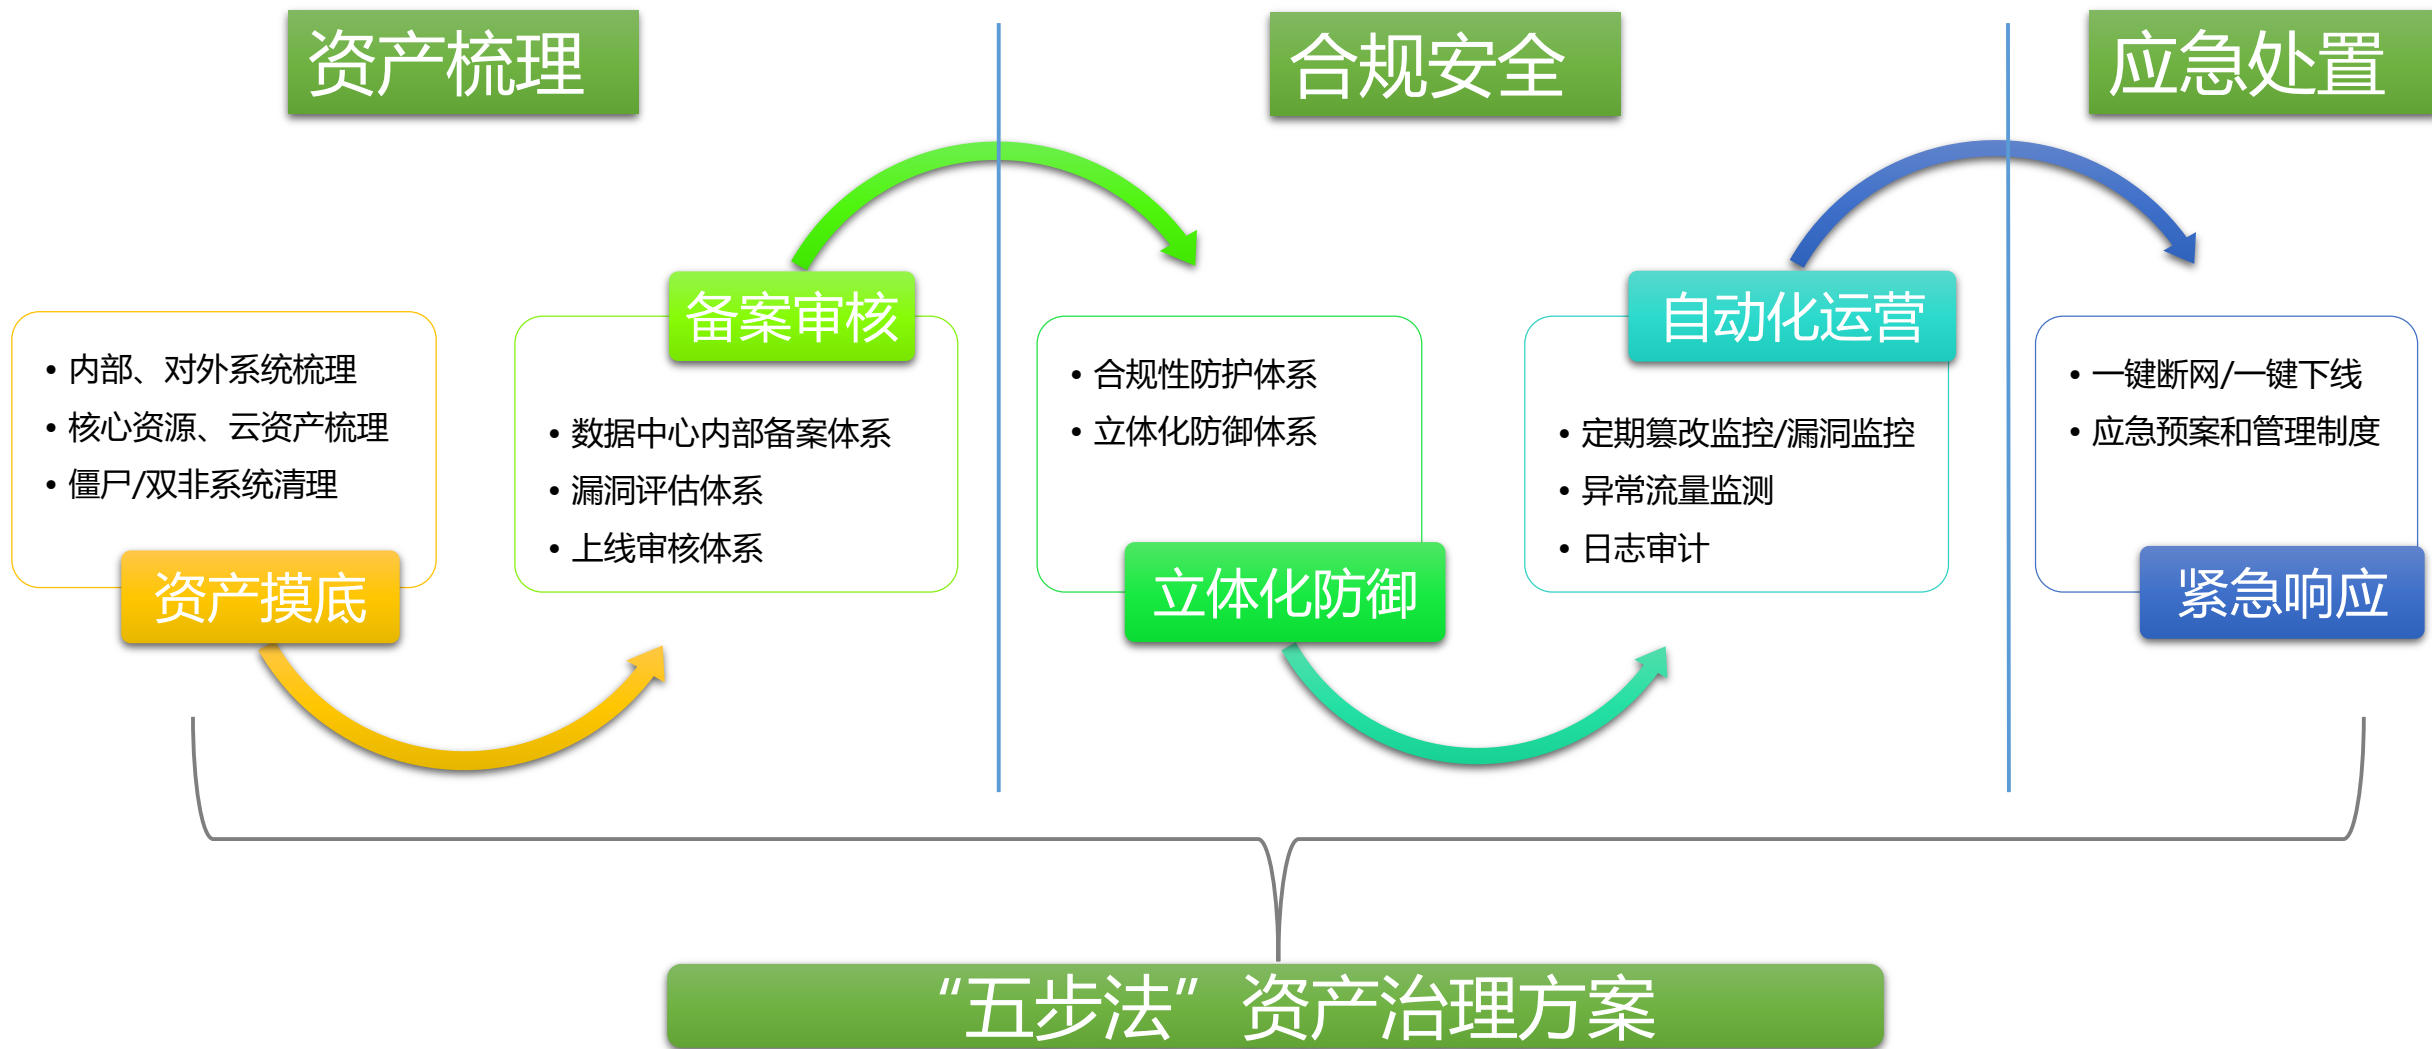 资产梳理
合规安全
应急处置
• 内部、对外系统梳理
• 核心资源、云资产梳理
• 僵尸/双非系统清理
资产摸底
备案审核
• 数据中心内部备案体系
• 漏洞评估体系
• 上线审核体系
• 合规性防护体系
• 立体化防御体系
立体化防御
自动化运营
• 定期篡改监控/漏洞监控
• 异常流量监测
• 日志审计
• 一键断网/一键下线
• 应急预案和管理制度
紧急响应
“五步法”资产治理方案